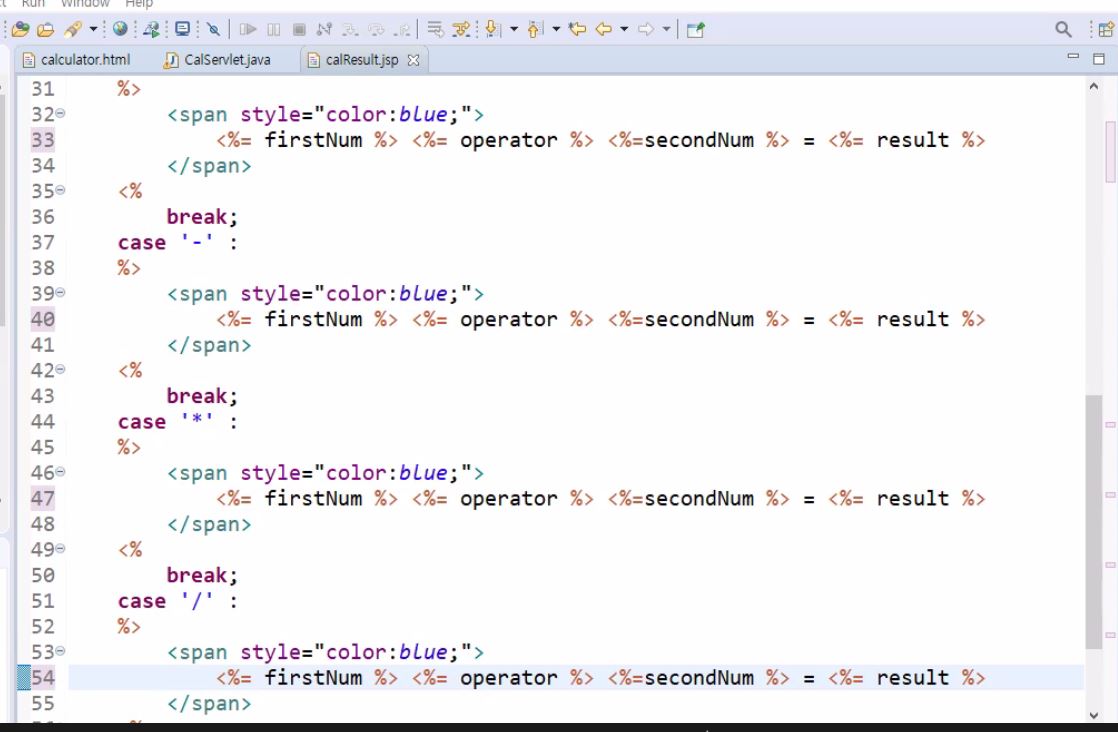 Run Window Help
calculator.html CalServlet.java calResult.jsp
31 %>
32 <span style="color:blue;">
33 <%= firstNum %> <%= operator %> <%=secondNum %> = <%= result %>
34 </span>
35 <%
36 break;
37 case '-' :
38 %>
39 <span style="color:blue;">
40 <%= firstNum %> <%= operator %> <%=secondNum %> = <%= result %>
41 </span>
42 <%
43 break;
44 case '*' :
45 %>
46 <span style="color:blue;">
47 <%= firstNum %> <%= operator %> <%=secondNum %> = <%= result %>
48 </span>
49 <%
50 break;
51 case '/' :
52 %>
53 <span style="color:blue;">
54 <%= firstNum %> <%= operator %> <%=secondNum %> = <%= result %>
55 </span>